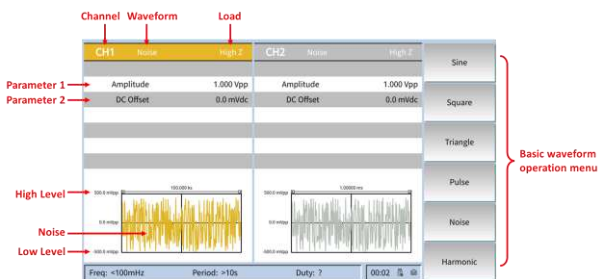 Channel Waveform Load
CH1 Noise High Z CH2 Noise High Z
Sine
Parameter 1 Amplitude 1.000 Vpp Amplitude 1.000 Vpp
Parameter 2 DC Offset 0.0 mVdc DC Offset 0.0 mVdc
Square
Triangle
Basic waveform
operation menu
Pulse
High Level
Noise
Noise
Low Level
Harmonic
Freq: <100mHz Period: >10s Duty: ? 00:02